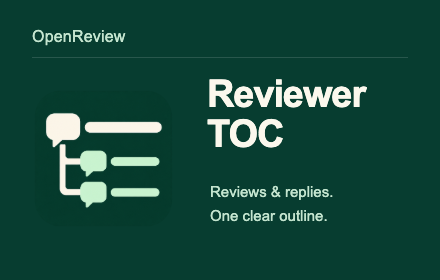 OpenReview
Reviewer
TOC
Reviews & replies.
One clear outline.